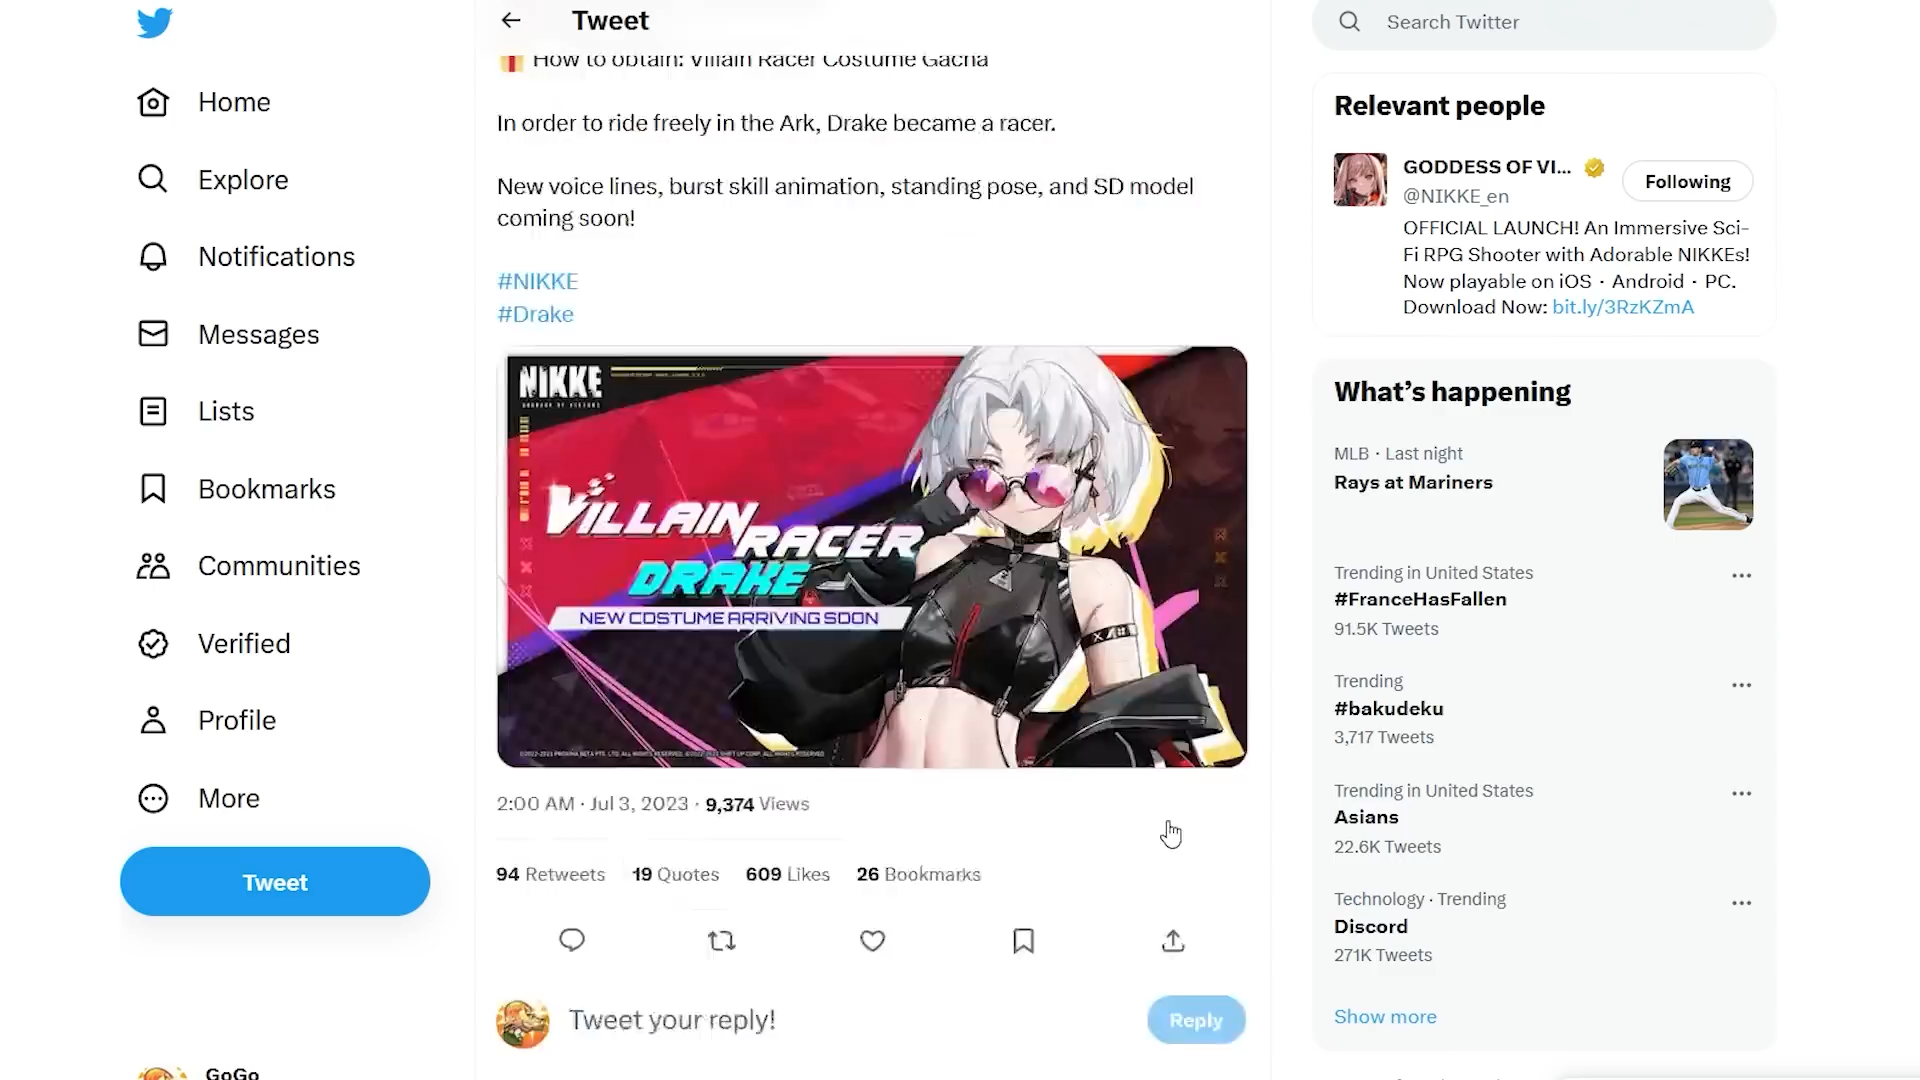 Tweet
How to obtain: Villain Racer Costume Gacha
In order to ride freely in the Ark, Drake became a racer.
New voice lines, burst skill animation, standing pose, and SD model
coming soon!
#NIKKE
#Drake
NIKKE
VILLAIN
RACER
DRAKE
NEW COSTUME ARRIVING SOON
2:00 AM · Jul 3, 2023 · 9,374 Views
94 Retweets 19 Quotes 609 Likes 26 Bookmarks
Tweet your reply!
Reply
Home
Explore
Notifications
Messages
Lists
Bookmarks
Communities
Verified
Profile
More
Tweet
GoGo
Search Twitter
Relevant people
GODDESS OF VI...
@NIKKE_en
Following
OFFICIAL LAUNCH! An Immersive Sci-
Fi RPG Shooter with Adorable NIKKEs!
Now playable on iOS · Android · PC.
Download Now: bit.ly/3RzKZmA
What’s happening
MLB · Last night
Rays at Mariners
Trending in United States
#FranceHasFallen
91.5K Tweets
Trending
#bakudeku
3,717 Tweets
Trending in United States
Asians
22.6K Tweets
Technology · Trending
Discord
271K Tweets
Show more